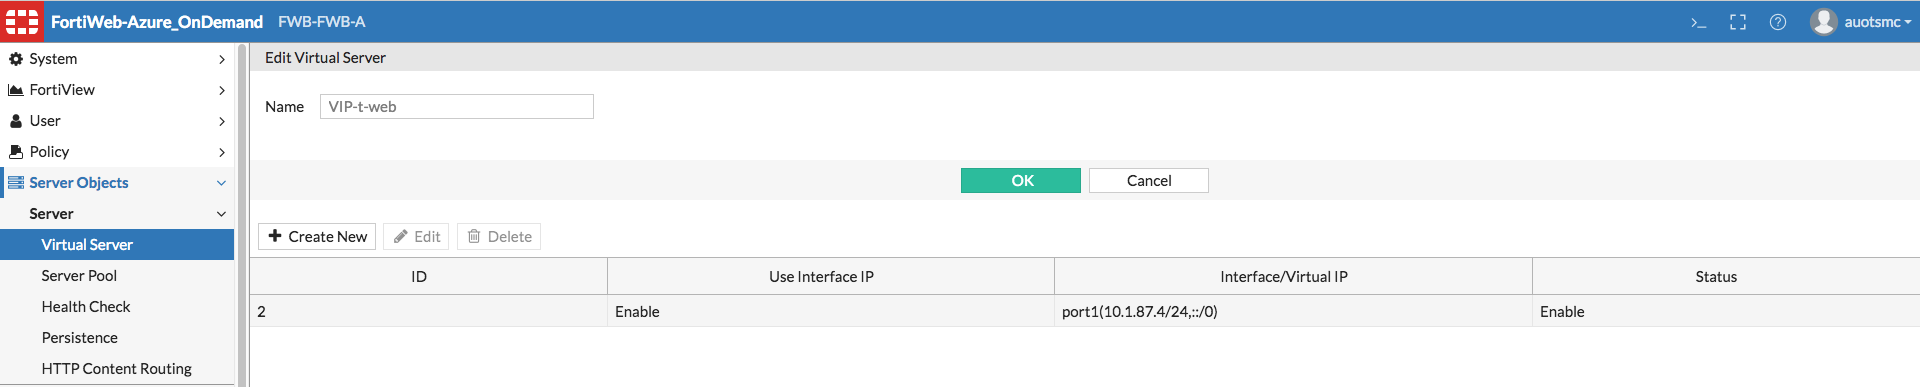 FortiWeb-Azure_OnDemand FWB-FWB-A
>_ ? auotsmc
System
FortiView
User
Policy
Server Objects
Server
Virtual Server
Server Pool
Health Check
Persistence
HTTP Content Routing
Edit Virtual Server
Name VIP-t-web
OK Cancel
+ Create New Edit Delete
ID Use Interface IP Interface/Virtual IP Status
2 Enable port1(10.1.87.4/24,::/0) Enable